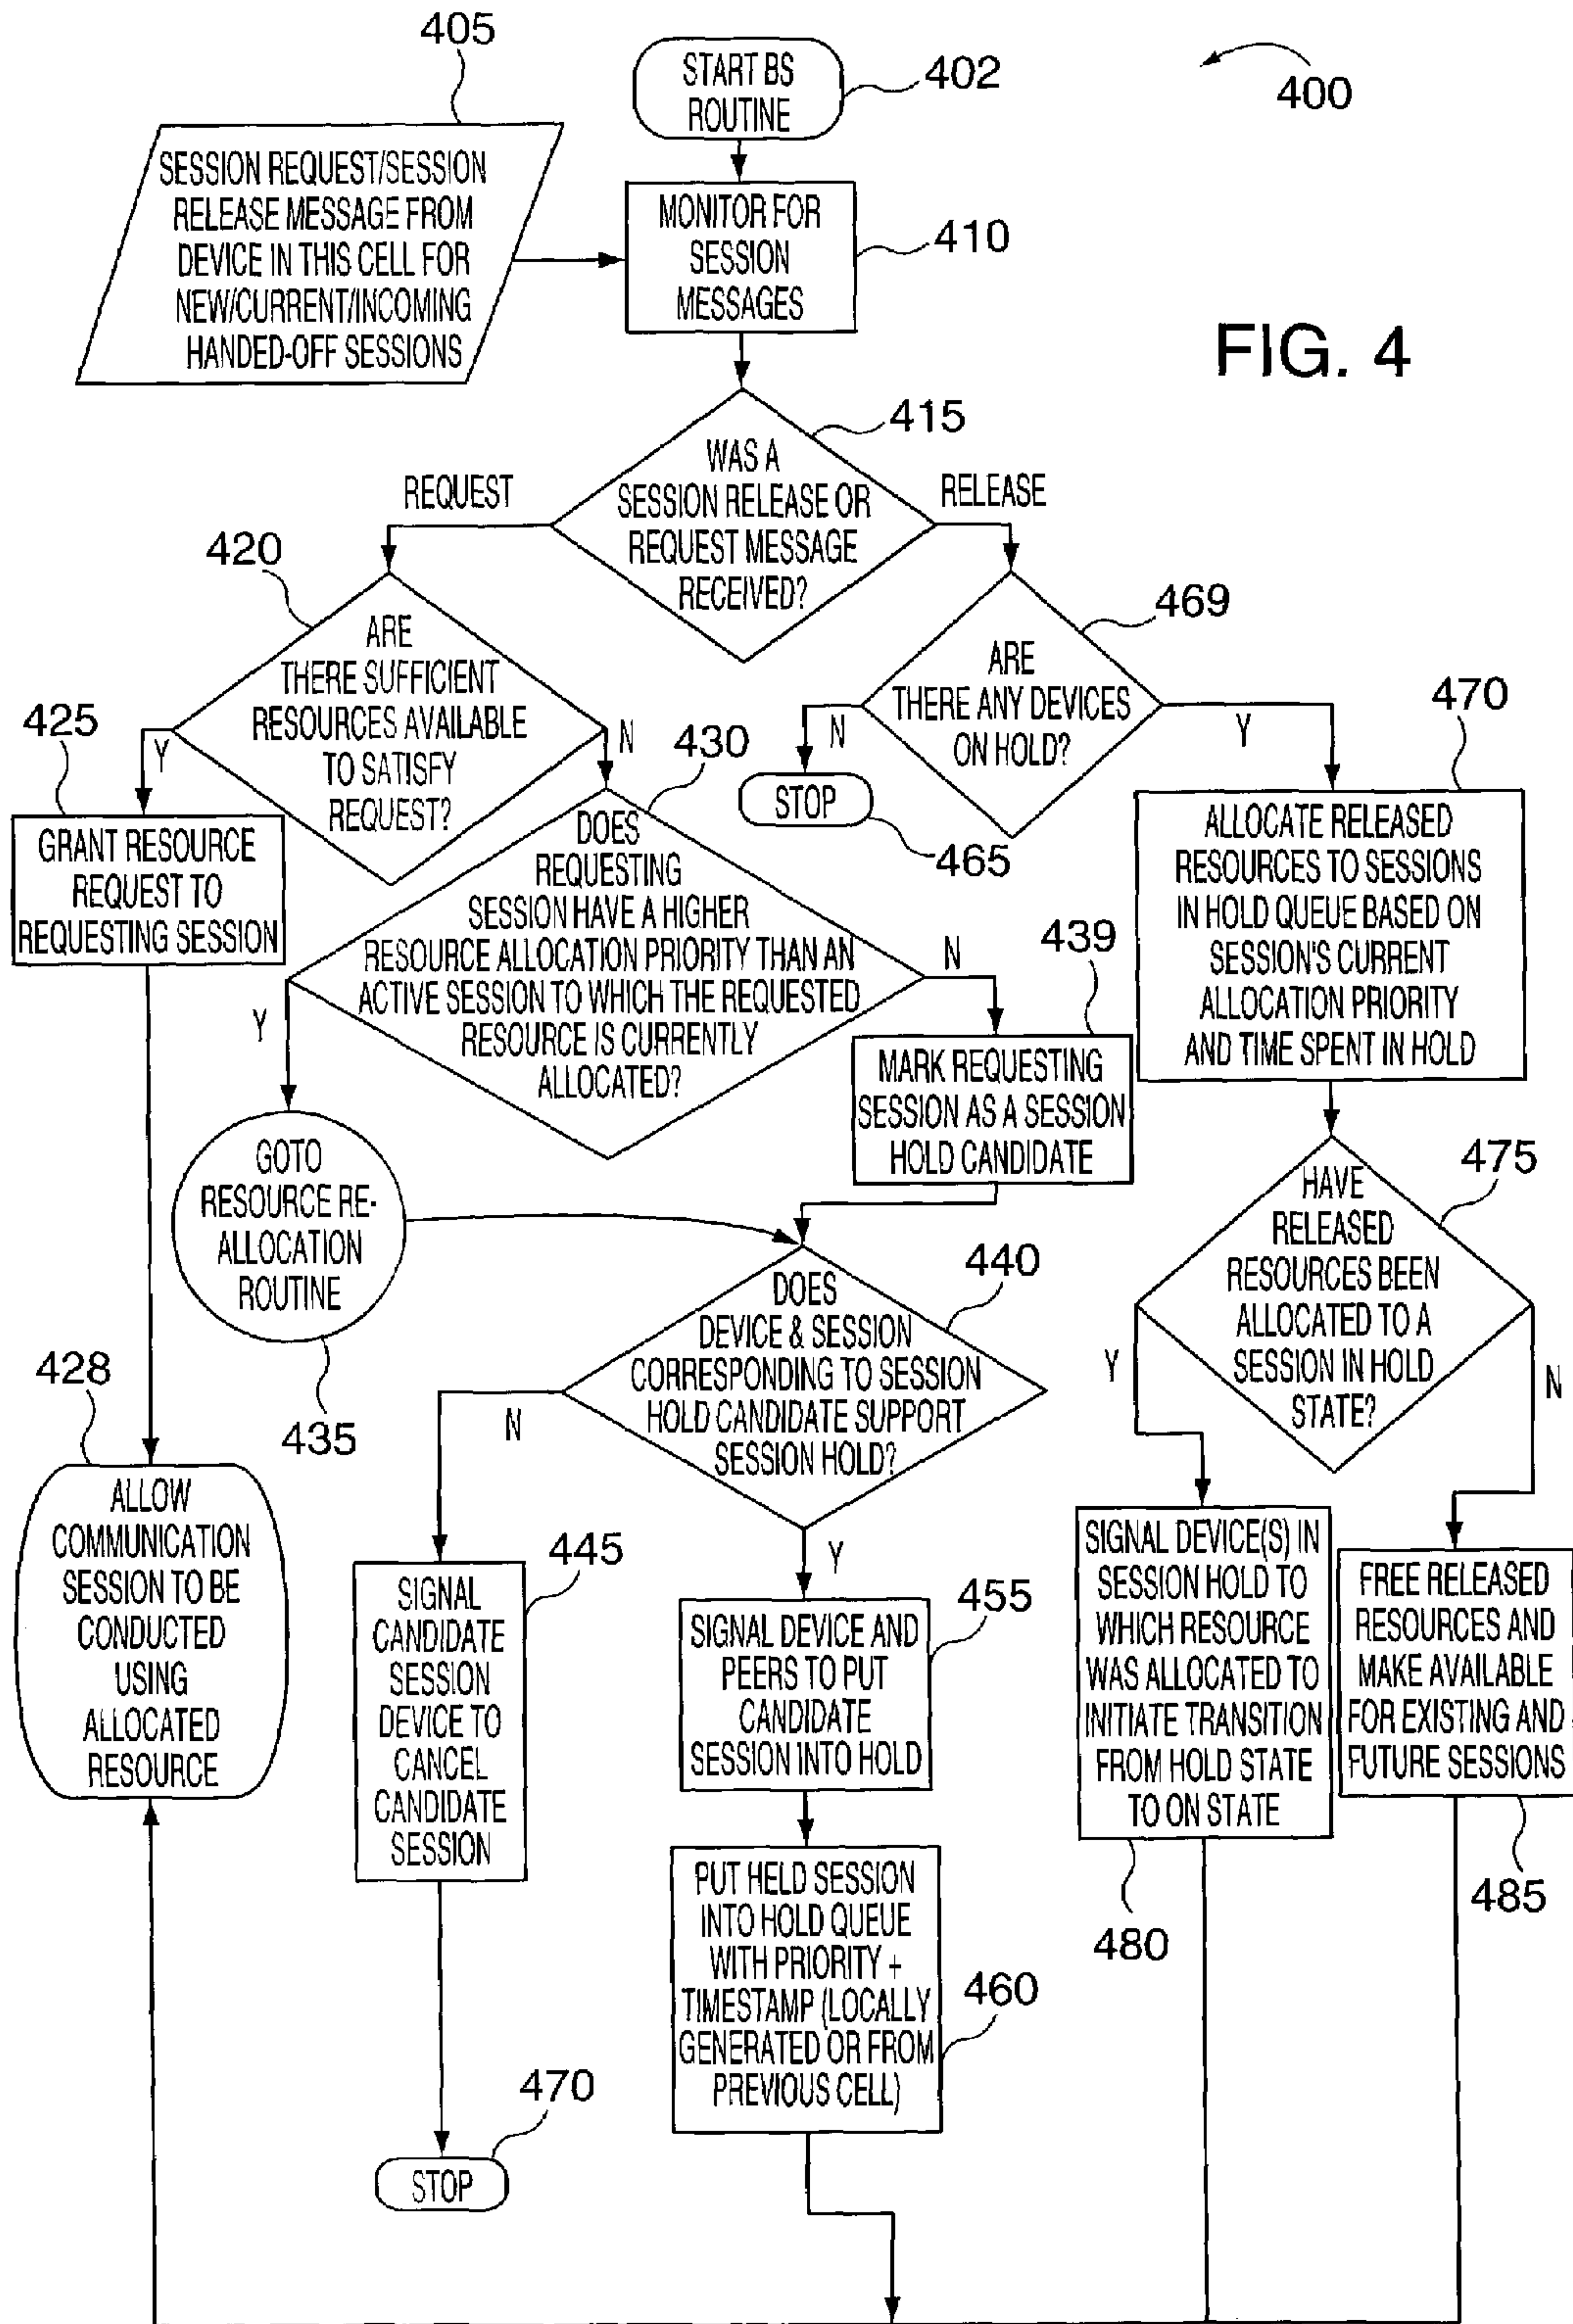 405
START BS
ROUTINE
402
400
SESSION REQUEST/SESSION
RELEASE MESSAGE FROM
DEVICE IN THIS CELL FOR
NEW/CURRENT/INCOMING
HANDED-OFF SESSIONS
MONITOR FOR
SESSION
MESSAGES
410
FIG. 4
415
WAS A
SESSION RELEASE OR
REQUEST MESSAGE
RECEIVED?
REQUEST
RELEASE
420
ARE
THERE SUFFICIENT
RESOURCES AVAILABLE
TO SATISFY
REQUEST?
Y
N
469
ARE
THERE ANY DEVICES
ON HOLD?
N
Y
STOP
465
425
GRANT RESOURCE
REQUEST TO
REQUESTING SESSION
430
DOES
REQUESTING
SESSION HAVE A HIGHER
RESOURCE ALLOCATION PRIORITY THAN AN
ACTIVE SESSION TO WHICH THE REQUESTED
RESOURCE IS CURRENTLY
ALLOCATED?
Y
N
470
ALLOCATE RELEASED
RESOURCES TO SESSIONS
IN HOLD QUEUE BASED ON
SESSION'S CURRENT
ALLOCATION PRIORITY
AND TIME SPENT IN HOLD
439
MARK REQUESTING
SESSION AS A SESSION
HOLD CANDIDATE
GOTO
RESOURCE RE-
ALLOCATION
ROUTINE
435
440
DOES
DEVICE & SESSION
CORRESPONDING TO SESSION
HOLD CANDIDATE SUPPORT
SESSION HOLD?
N
Y
475
HAVE
RELEASED
RESOURCES BEEN
ALLOCATED TO A
SESSION IN HOLD
STATE?
Y
N
428
ALLOW
COMMUNICATION
SESSION TO BE
CONDUCTED
USING
ALLOCATED
RESOURCE
445
SIGNAL
CANDIDATE
SESSION
DEVICE TO
CANCEL
CANDIDATE
SESSION
455
SIGNAL DEVICE AND
PEERS TO PUT
CANDIDATE
SESSION INTO HOLD
SIGNAL DEVICE(S) IN
SESSION HOLD TO
WHICH RESOURCE
WAS ALLOCATED TO
INITIATE TRANSITION
FROM HOLD STATE
TO ON STATE
480
FREE RELEASED
RESOURCES AND
MAKE AVAILABLE
FOR EXISTING AND
FUTURE SESSIONS
485
PUT HELD SESSION
INTO HOLD QUEUE
WITH PRIORITY +
TIMESTAMP (LOCALLY
GENERATED OR FROM
PREVIOUS CELL)
460
470
STOP